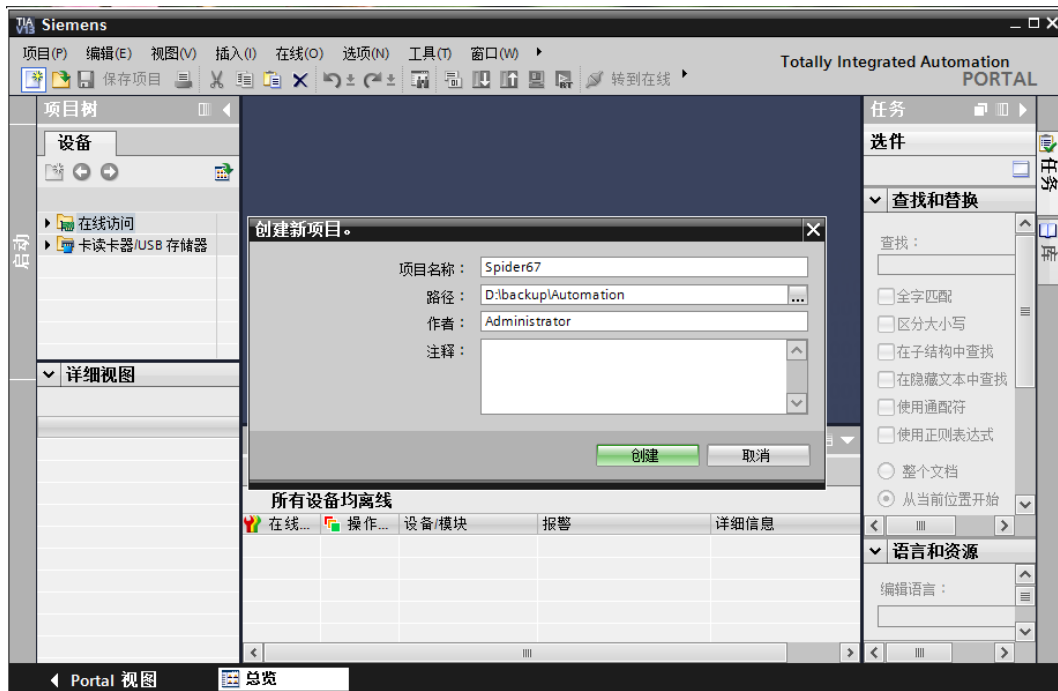 TIA V13 Siemens
项目(P) 编辑(E) 视图(V) 插入(I) 在线(O) 选项(N) 工具(T) 窗口(W)
Totally Integrated Automation
PORTAL
保存项目 转到在线
项目树
设备
在线访问
卡读卡器/USB 存储器
启动
详细视图
创建新项目。
项目名称： Spider67
路径： D:\backup\Automation ...
作者： Administrator
注释：
创建 取消
所有设备均离线
在线... 操作... 设备/模块 报警 详细信息
任务
选件
查找和替换
查找：
全字匹配
区分大小写
在子结构中查找
在隐藏文本中查找
使用通配符
使用正则表达式
整个文档
从当前位置开始
语言和资源
编辑语言：
任务
库
Portal 视图 总览